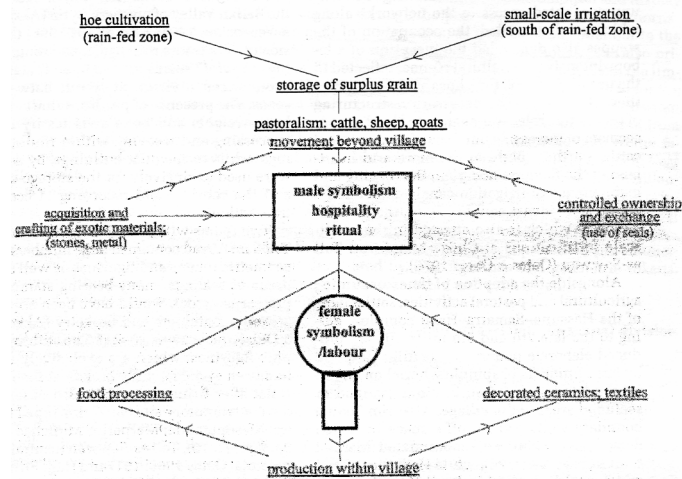 hoe cultivation
(rain-fed zone)
small-scale irrigation
(south of rain-fed zone)
storage of surplus grain
pastoralism: cattle, sheep, goats
movement beyond village
male symbolism
hospitality
ritual
acquisition and
crafting of exotic materials;
(stones, metal)
controlled ownership
and exchange
(use of seals)
female
symbolism
/labour
food processing
decorated ceramics; textiles
production within village